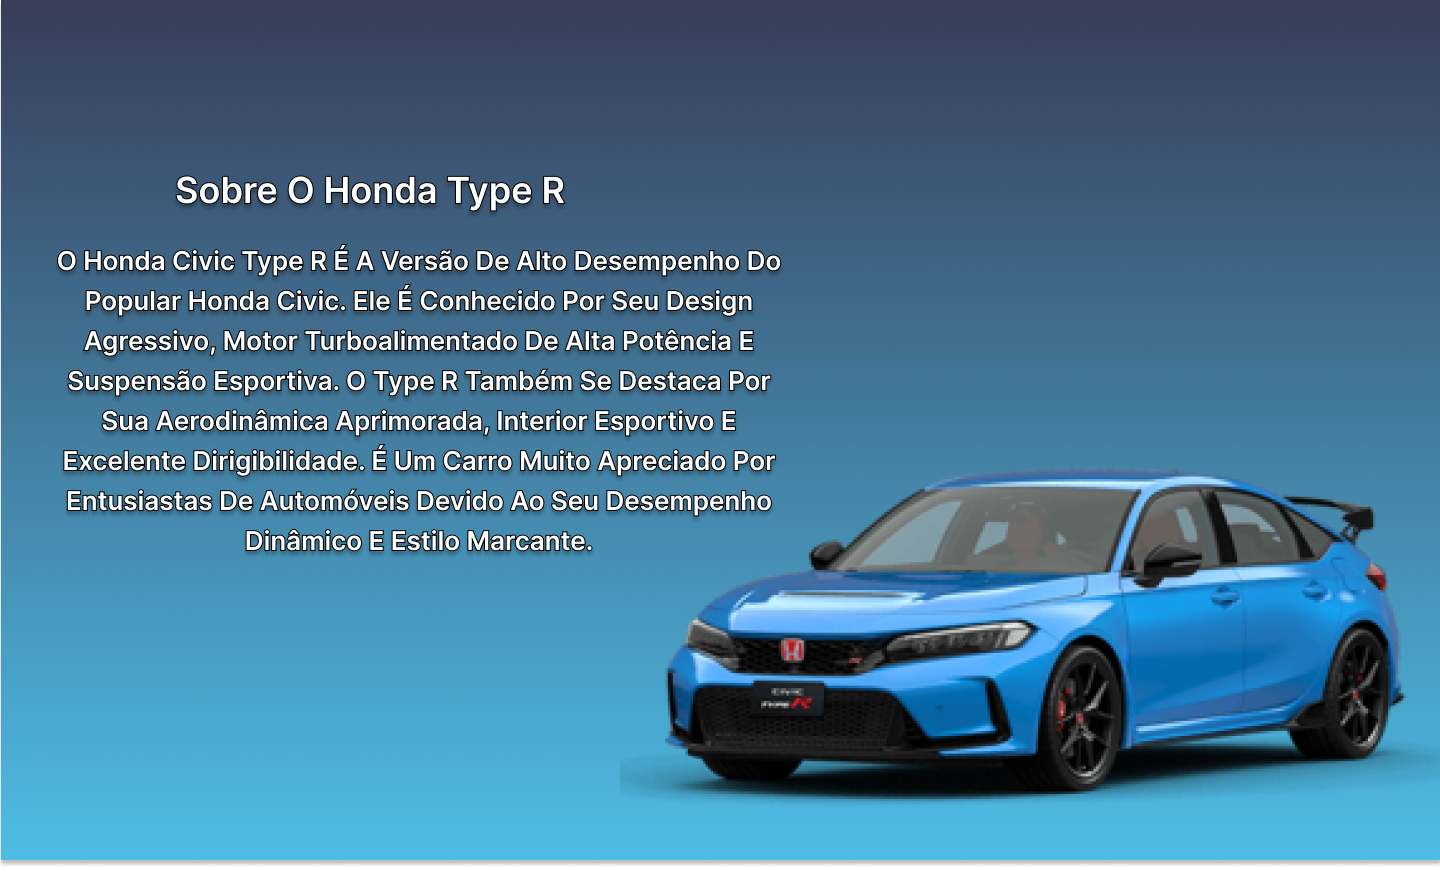 Sobre O Honda Type R
O Honda Civic Type R É A Versão De Alto Desempenho Do
Popular Honda Civic. Ele É Conhecido Por Seu Design
Agressivo, Motor Turboalimentado De Alta Potência E
Suspensão Esportiva. O Type R Também Se Destaca Por
Sua Aerodinâmica Aprimorada, Interior Esportivo E
Excelente Dirigibilidade. É Um Carro Muito Apreciado Por
Entusiastas De Automóveis Devido Ao Seu Desempenho
Dinâmico E Estilo Marcante.
CIVIC
TYPE R